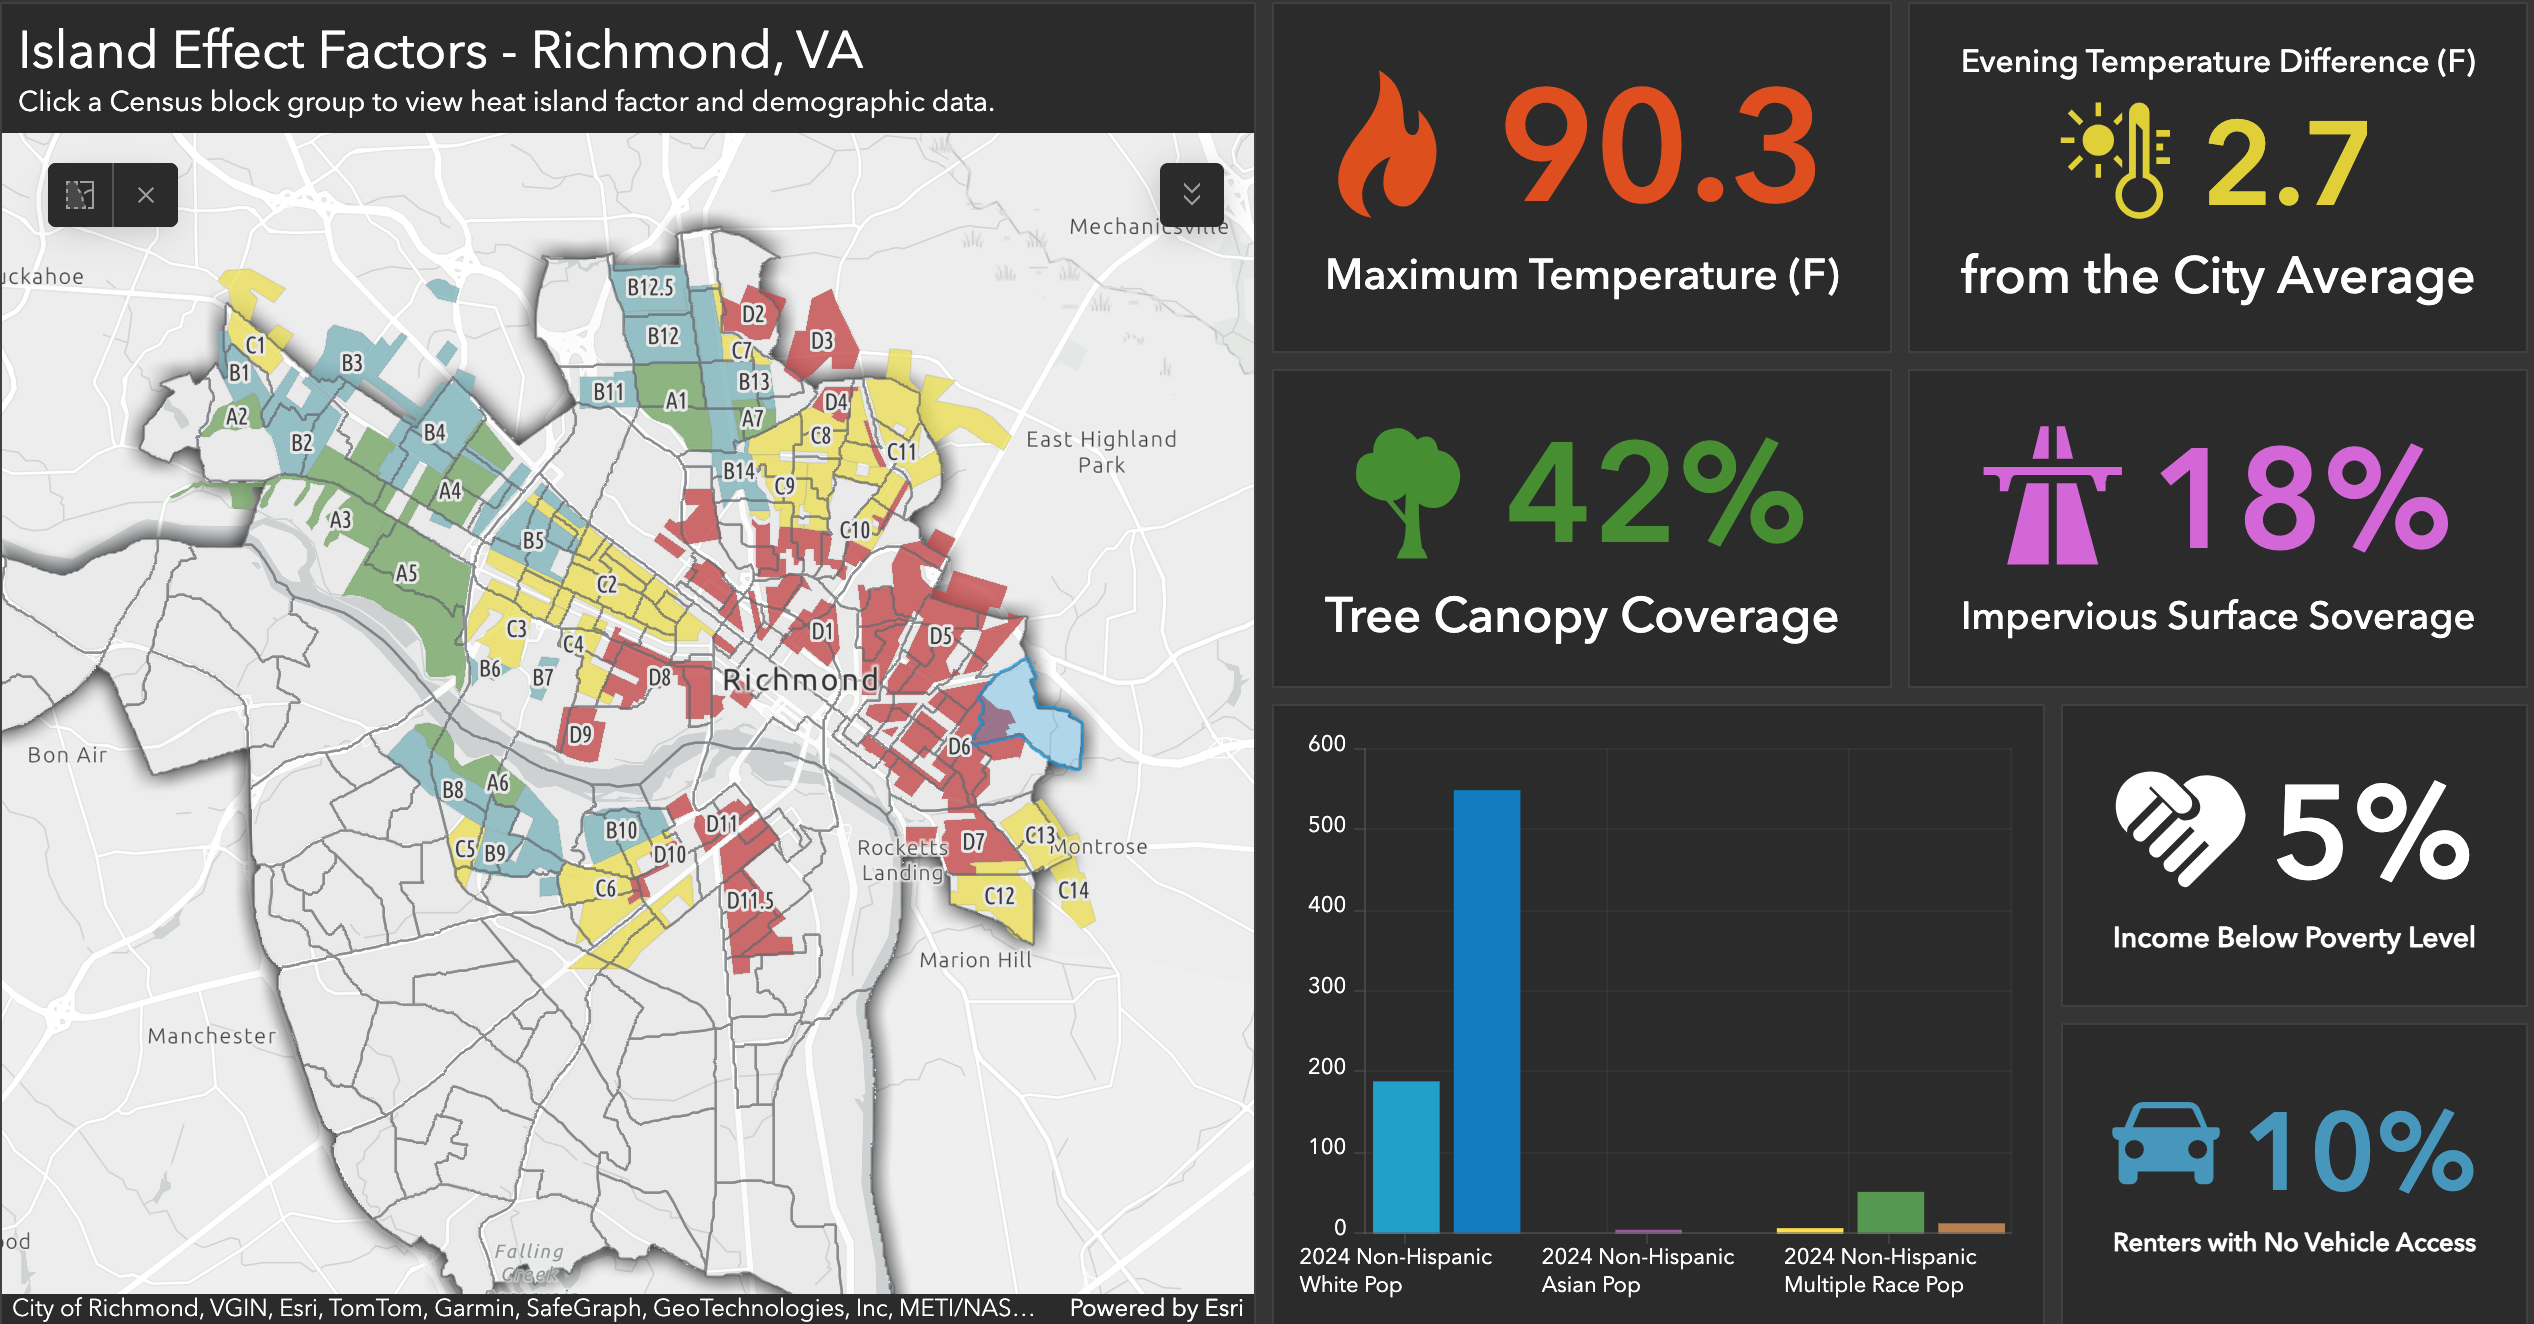 Island Effect Factors - Richmond, VA
Click a Census block group to view heat island factor and demographic data.
Mechanicsville
uckahoe
B12.5
D2
B12
D3
C1
C7
B3
B1
B13
B11
A1
D4
A2
A7
B4
C8
B2
C11
East Highland
Park
B14
A4
C9
A3
C10
B5
A5
C2
C3
D1
D5
C4
B6
B7
D8
Richmond
D9
D6
Bon Air
A6
B8
B10
D11
C13
Montrose
D7
C5
B9
D10
Rocketts
Landing
C6
C12
C14
D11.5
Marion Hill
Manchester
ood
Falling
Creek
City of Richmond, VGIN, Esri, TomTom, Garmin, SafeGraph, GeoTechnologies, Inc, METI/NAS...
Powered by Esri
90.3
Maximum Temperature (F)
Evening Temperature Difference (F)
2.7
from the City Average
42%
Tree Canopy Coverage
18%
Impervious Surface Soverage
600
500
400
300
200
100
0
2024 Non-Hispanic
White Pop
2024 Non-Hispanic
Asian Pop
2024 Non-Hispanic
Multiple Race Pop
5%
Income Below Poverty Level
10%
Renters with No Vehicle Access